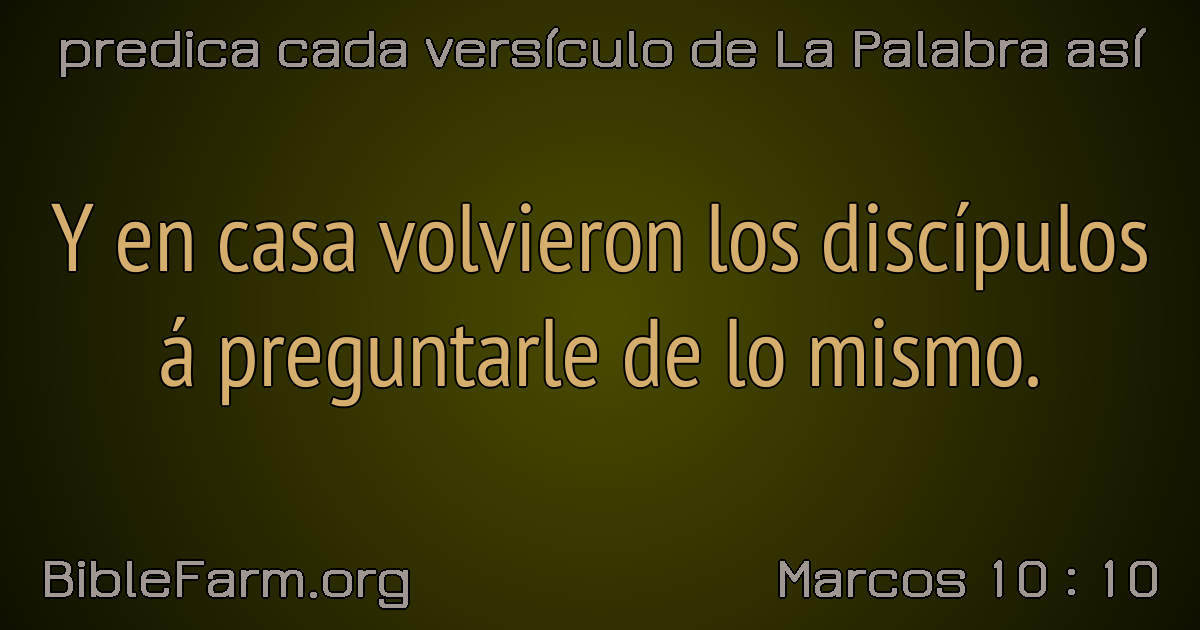 predica cada versículo de La Palabra así
Y en casa volvieron los discípulos
á preguntarle de lo mismo.
BibleFarm.org
Marcos 10 : 10